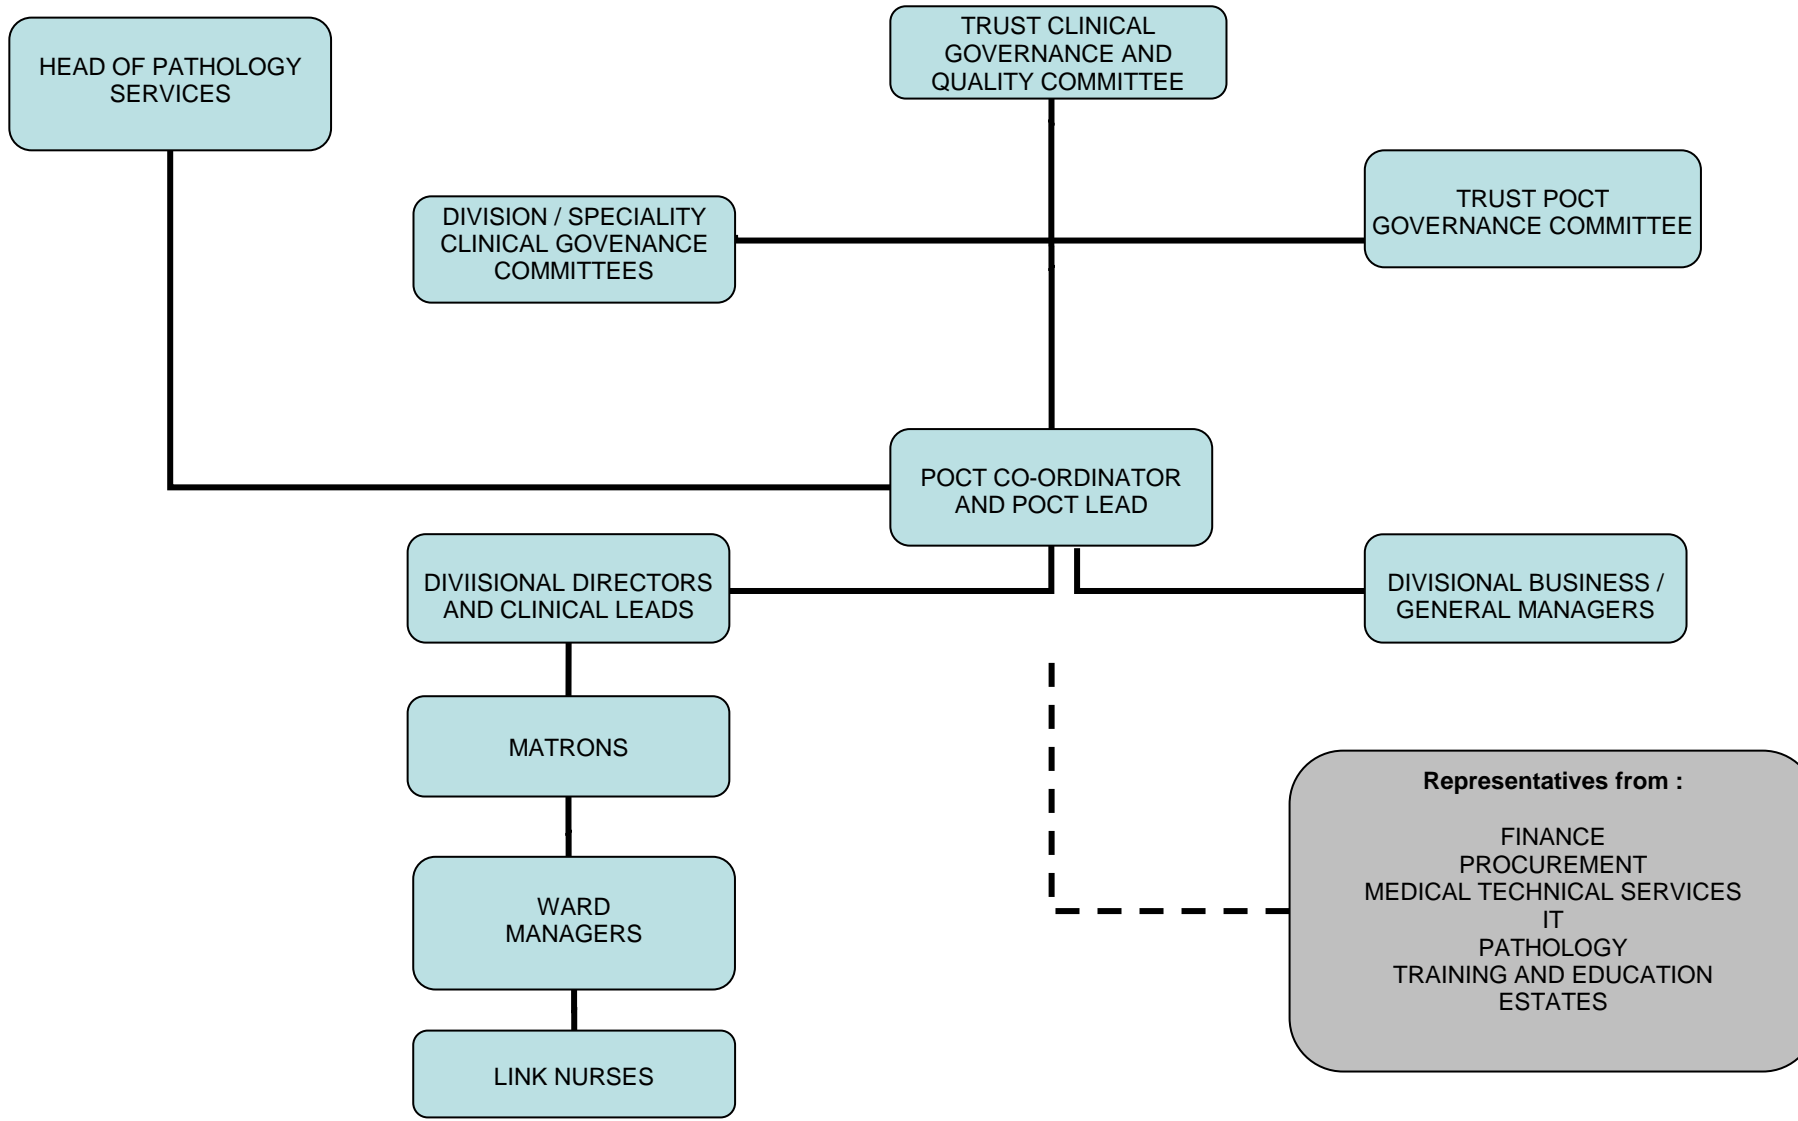 HEAD OF PATHOLOGY
SERVICES
TRUST CLINICAL
GOVERNANCE AND
QUALITY COMMITTEE
DIVISION / SPECIALITY
CLINICAL GOVENANCE
COMMITTEES
TRUST POCT
GOVERNANCE COMMITTEE
POCT CO-ORDINATOR
AND POCT LEAD
DIVIISIONAL DIRECTORS
AND CLINICAL LEADS
DIVISIONAL BUSINESS /
GENERAL MANAGERS
MATRONS
WARD
MANAGERS
LINK NURSES
Representatives from :
FINANCE
PROCUREMENT
MEDICAL TECHNICAL SERVICES
IT
PATHOLOGY
TRAINING AND EDUCATION
ESTATES